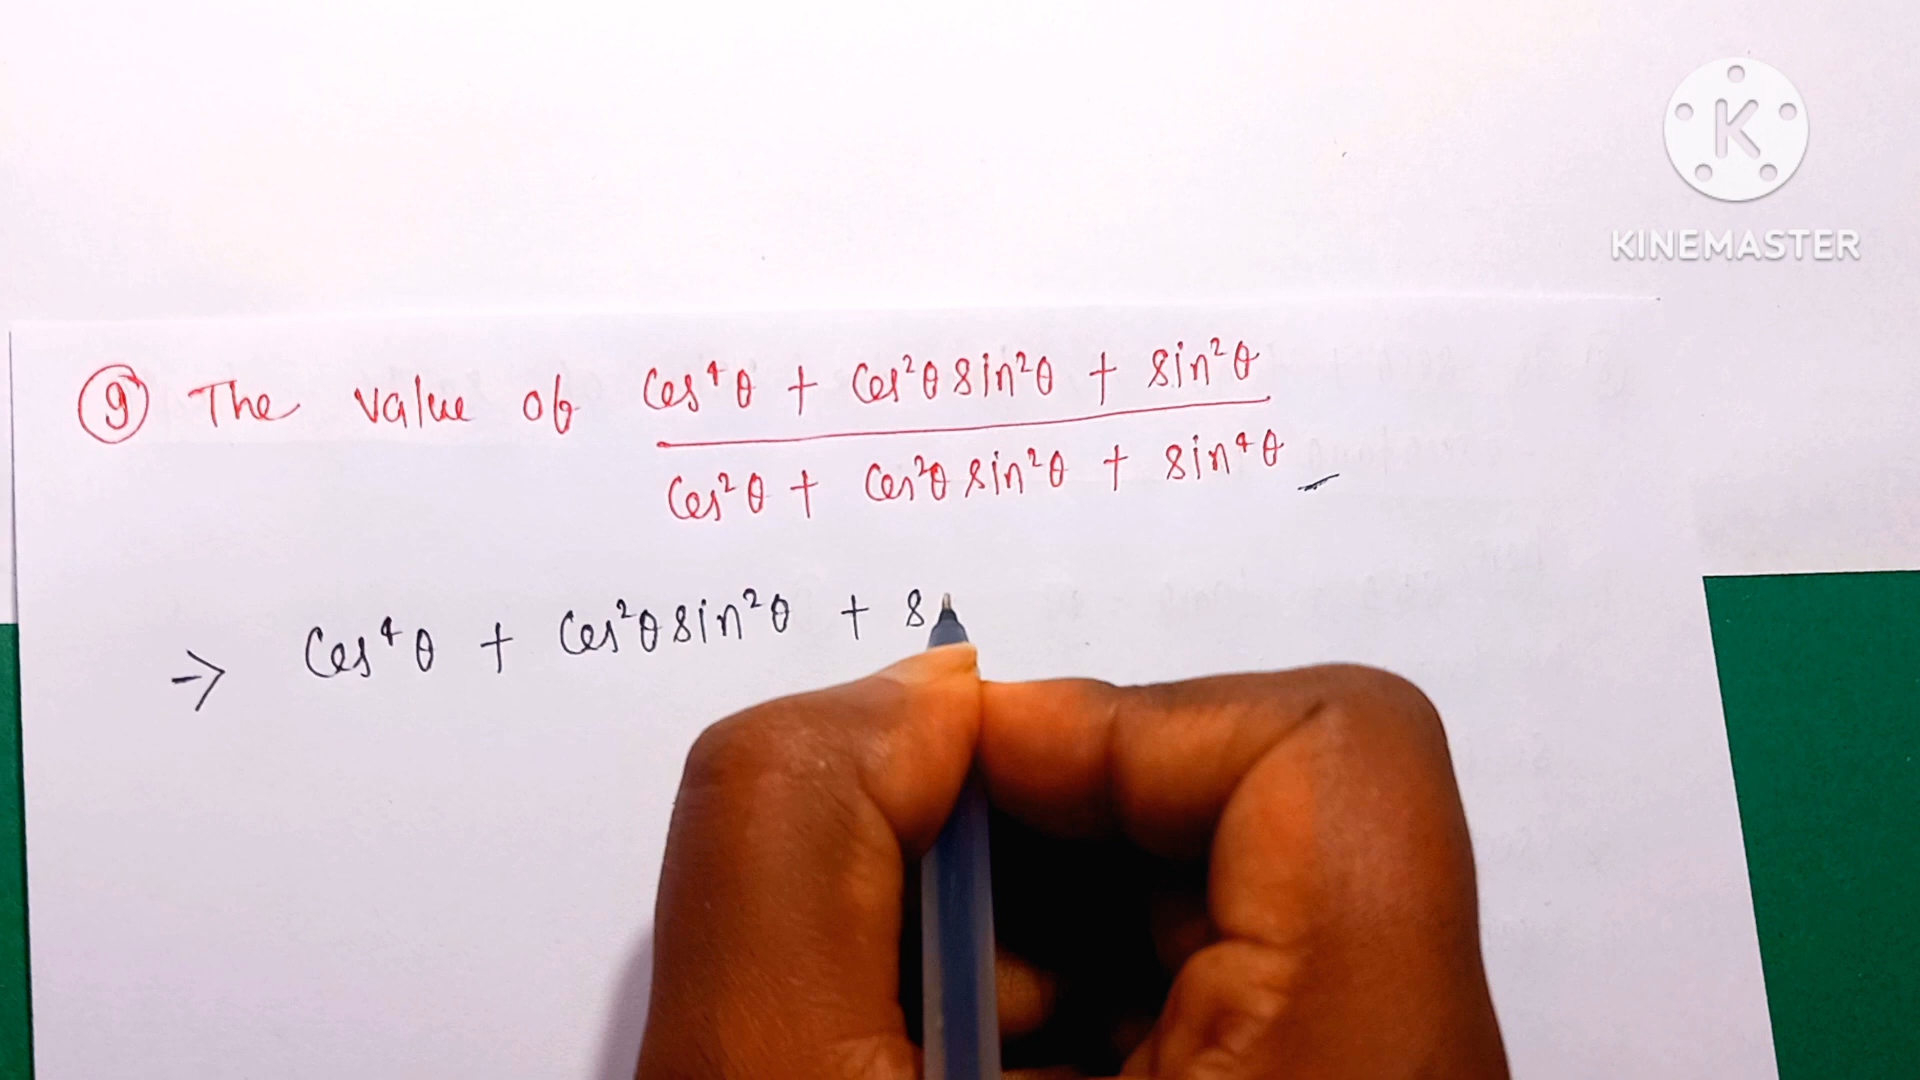 KINEMASTER
⑨ The value of (cos⁴θ + cos²θ sin²θ + sin²θ) / (cos²θ + cos²θ sin²θ + sin⁴θ)
→ cos⁴θ + cos²θ sin²θ + s